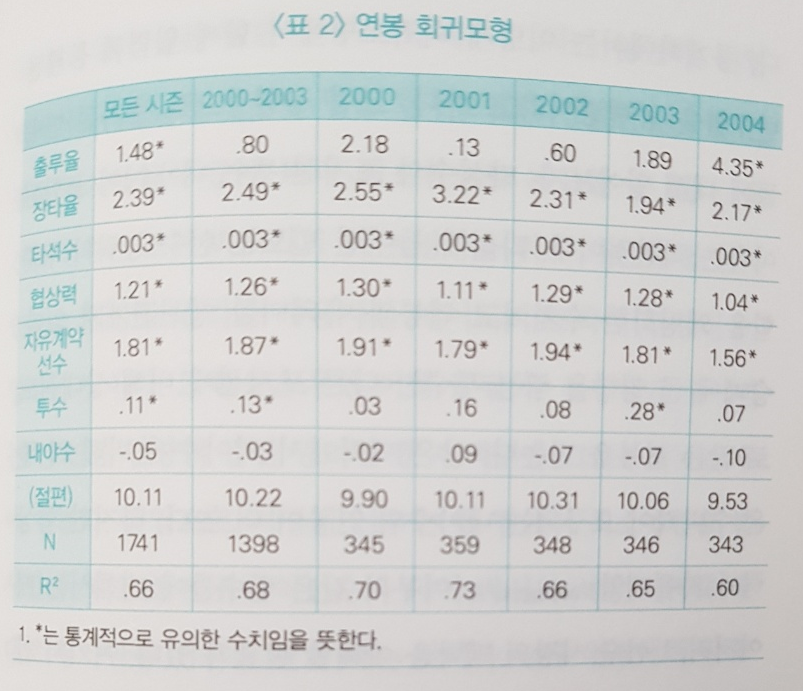 〈표 2〉 연봉 회귀모형
모든 시즌 2000-2003 2000 2001 2002 2003 2004
출루율 1.48* .80 2.18 .13 .60 1.89 4.35*
장타율 2.39* 2.49* 2.55* 3.22* 2.31* 1.94* 2.17*
타석수 .003* .003* .003* .003* .003* .003* .003*
협상력 1.21* 1.26* 1.30* 1.11* 1.29* 1.28* 1.04*
자유계약
선수 1.81* 1.87* 1.91* 1.79* 1.94* 1.81* 1.56*
투수 .11* .13* .03 .16 .08 .28* .07
내야수 -.05 -.03 -.02 .09 -.07 -.07 -.10
(절편) 10.11 10.22 9.90 10.11 10.31 10.06 9.53
N 1741 1398 345 359 348 346 343
R² .66 .68 .70 .73 .66 .65 .60
1. *는 통계적으로 유의한 수치임을 뜻한다.